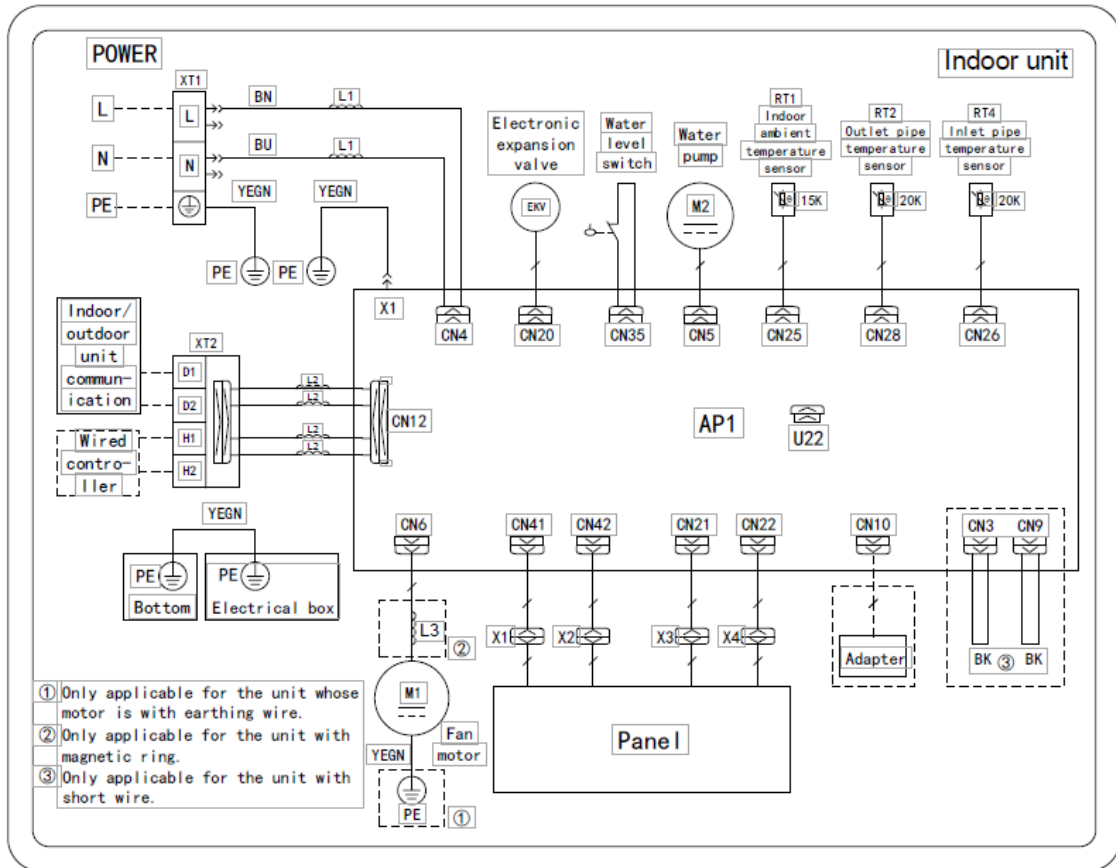 POWER
Indoor unit
XT1
L
L
BN
L1
N
N
BU
L1
PE
YEGN
YEGN
PE
PE
X1
Electronic
expansion
valve
EKV
Water
level
switch
Water
pump
M2
RT1
Indoor
ambient
temperature
sensor
15K
RT2
Outlet pipe
temperature
sensor
20K
RT4
Inlet pipe
temperature
sensor
20K
CN4
CN20
CN35
CN5
CN25
CN28
CN26
Indoor/
outdoor
unit
commun-
ication
XT2
D1
D2
H1
H2
L2
L2
L2
L2
CN12
Wired
contro-
ller
AP1
U22
YEGN
PE
Bottom
PE
Electrical box
CN6
CN41
CN42
CN21
CN22
CN10
CN3
CN9
L3
②
X1
X2
X3
X4
Adapter
BK
③
BK
M1
Fan
motor
YEGN
PE
①
Panel
① Only applicable for the unit whose
motor is with earthing wire.
② Only applicable for the unit with
magnetic ring.
③ Only applicable for the unit with
short wire.